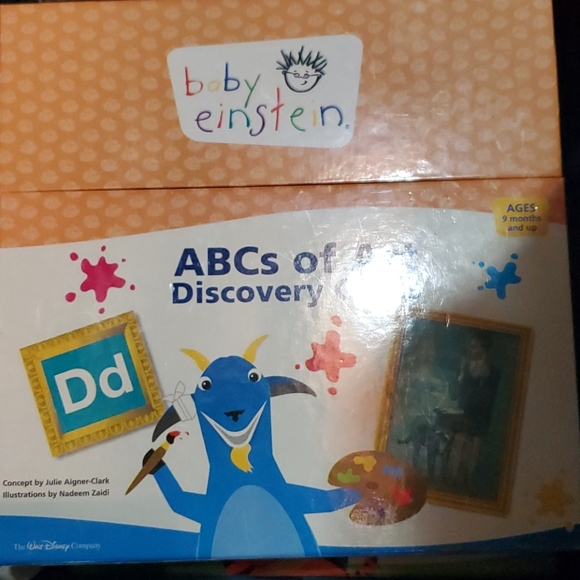 baby
einstein®
AGES
9 months
and up
ABCs of
Discovery
Dd
Concept by Julie Aigner-Clark
Illustrations by Nadeem Zaidi
The Walt Disney Company